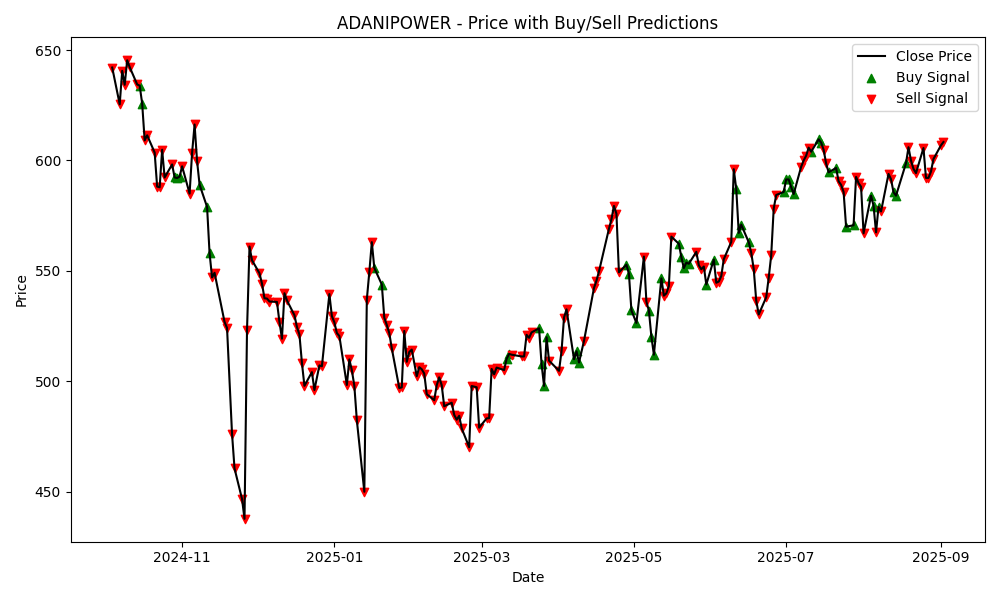 ADANIPOWER - Price with Buy/Sell Predictions
Close Price
Buy Signal
Sell Signal
Price
650
600
550
500
450
2024-11
2025-01
2025-03
2025-05
2025-07
2025-09
Date